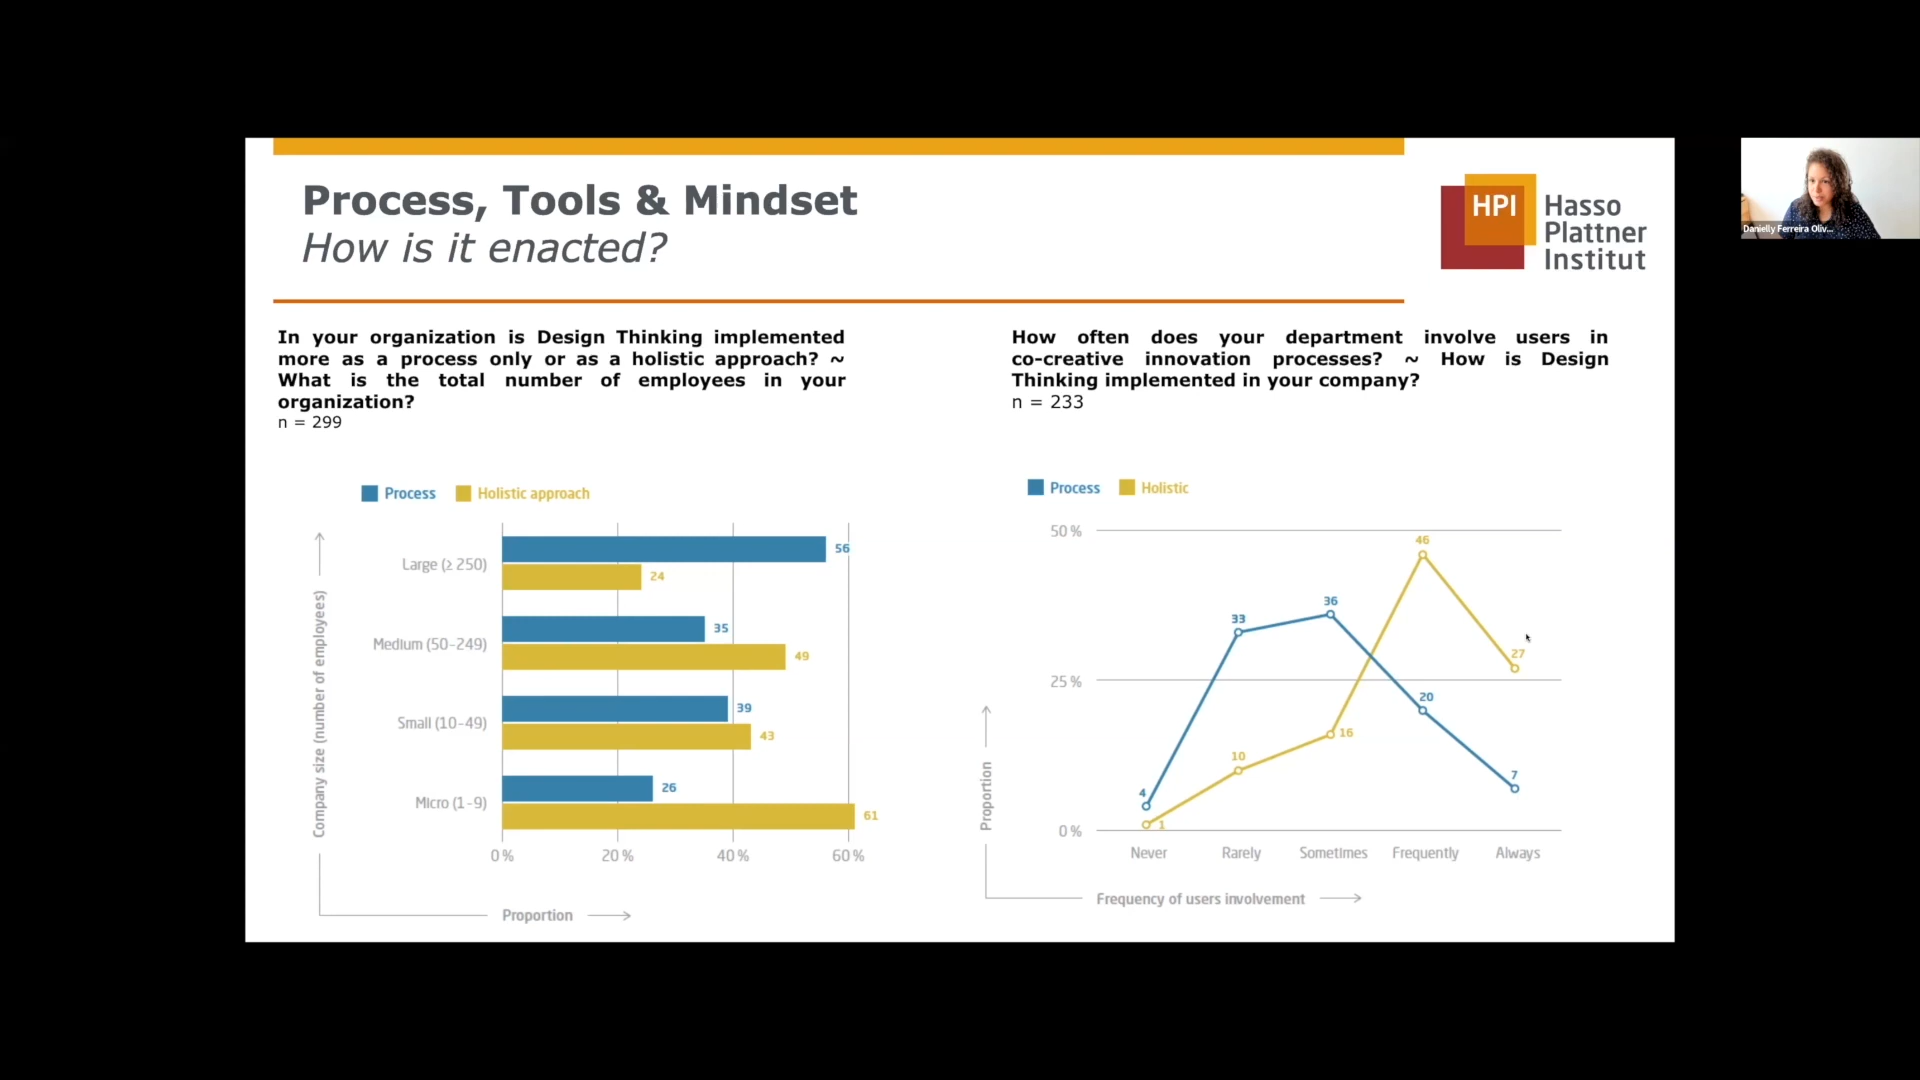 Process, Tools & Mindset
How is it enacted?
HPI
Hasso
Plattner
Institut
Danielly Ferreira Oliv...
In your organization is Design Thinking implemented
more as a process only or as a holistic approach? ~
What is the total number of employees in your
organization?
n = 299
Process
Holistic approach
Company size (number of employees)
Large (≥ 250)
56
24
Medium (50-249)
35
49
Small (10-49)
39
43
Micro (1-9)
26
61
0 %
20 %
40 %
60 %
Proportion
How often does your department involve users in
co-creative innovation processes? ~ How is Design
Thinking implemented in your company?
n = 233
Process
Holistic
50 %
25 %
0 %
Proportion
4
33
36
20
7
1
10
16
46
27
Never
Rarely
Sometimes
Frequently
Always
Frequency of users involvement